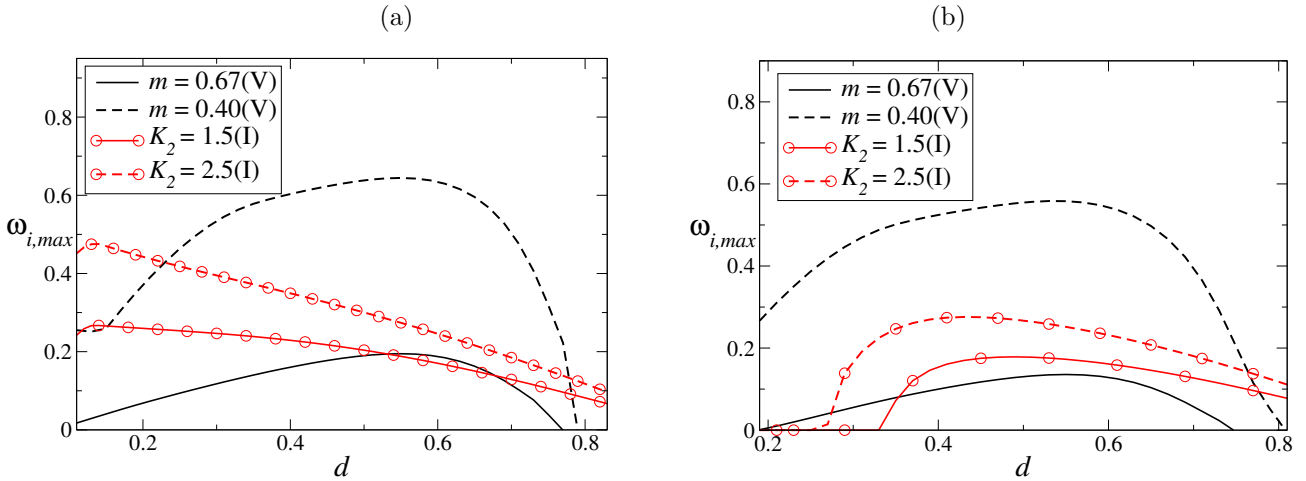 (a)
m = 0.67(V)
m = 0.40(V)
K2 = 1.5(I)
K2 = 2.5(I)
ωi,max
0.8
0.6
0.4
0.2
0
0.2 0.4 0.6 0.8
d
(b)
m = 0.67(V)
m = 0.40(V)
K2 = 1.5(I)
K2 = 2.5(I)
ωi,max
0.8
0.6
0.4
0.2
0
0.2 0.4 0.6 0.8
d